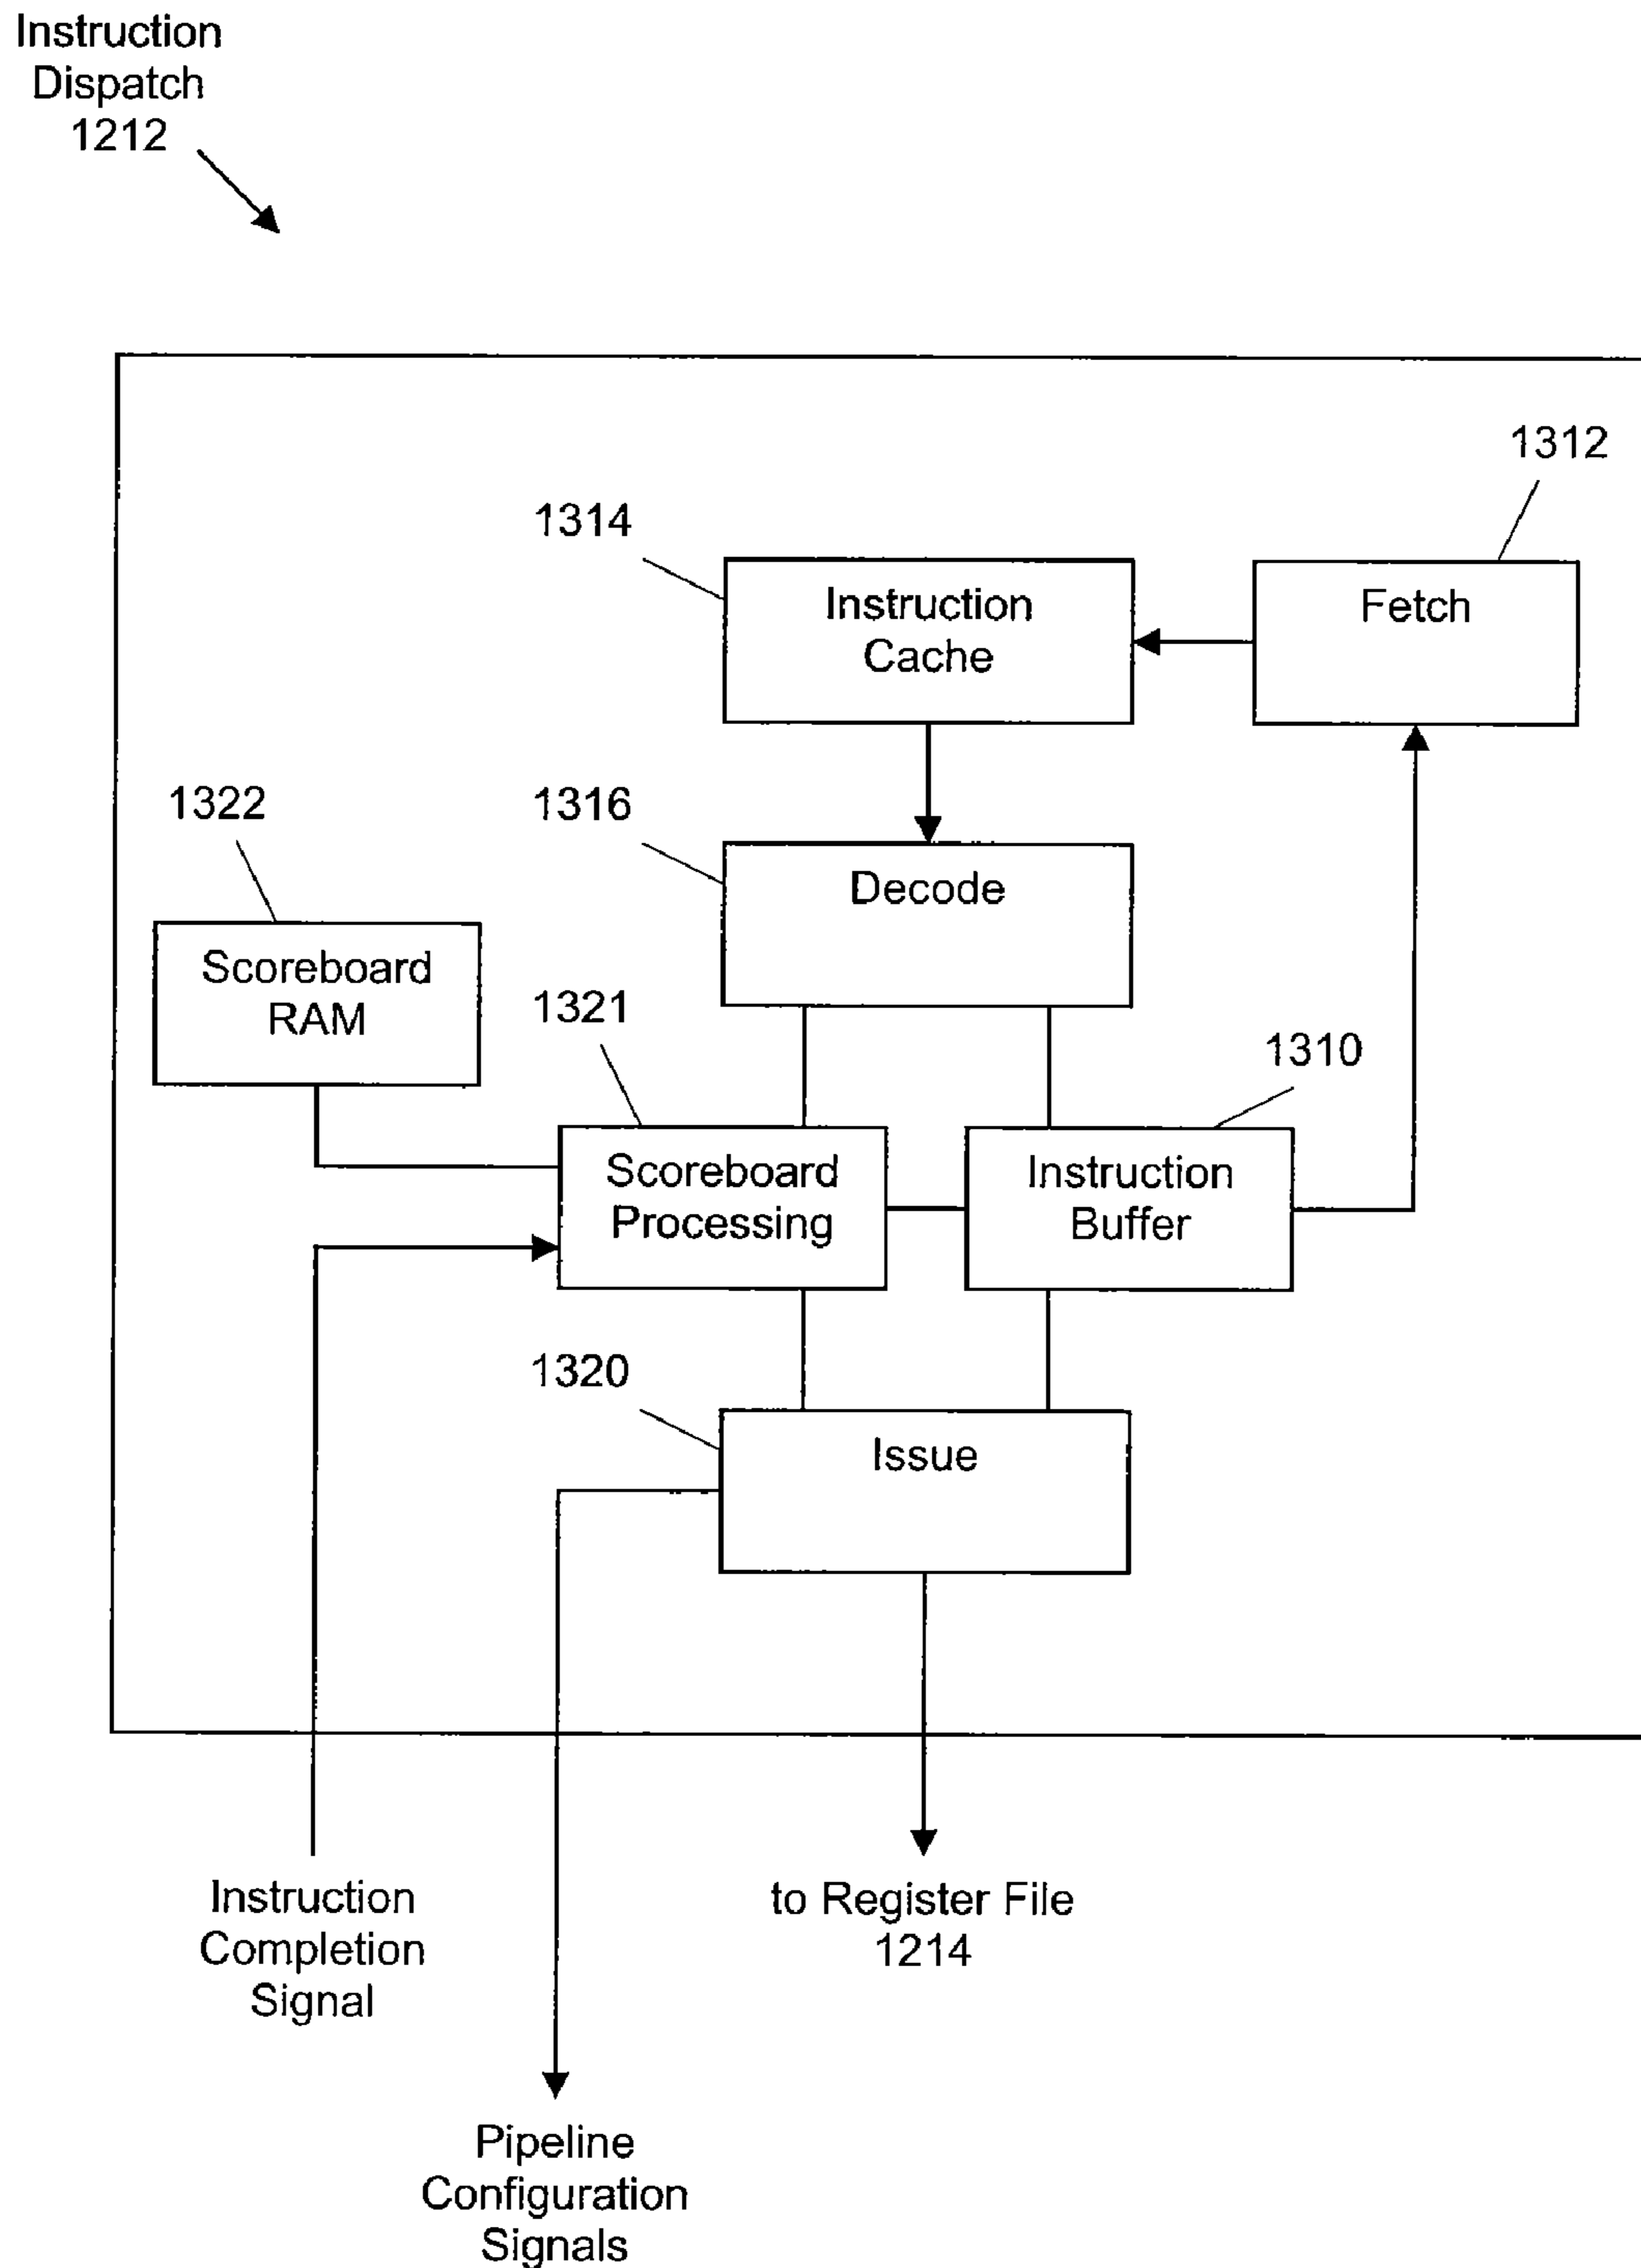 Instruction
Dispatch
1212
1312
1314
Instruction
Cache
Fetch
1322
1316
Decode
Scoreboard
RAM
1321
1310
Scoreboard
Processing
Instruction
Buffer
1320
Issue
Instruction
Completion
Signal
to Register File
1214
Pipeline
Configuration
Signals